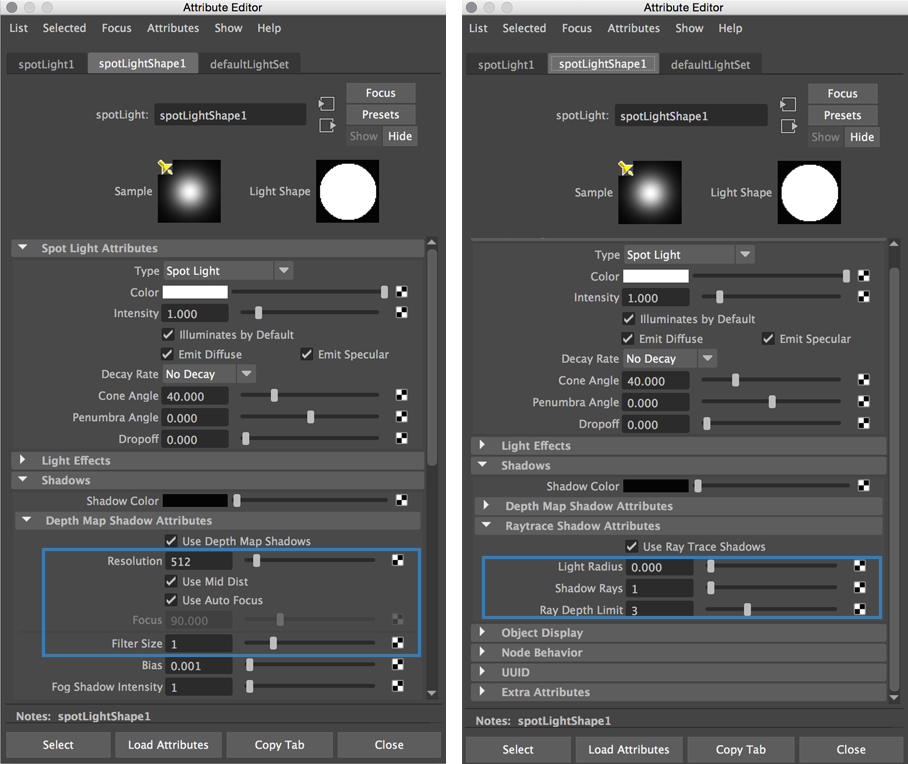 Attribute Editor
List Selected Focus Attributes Show Help
spotLight1 spotLightShape1 defaultLightSet
Focus
spotLight: spotLightShape1
Presets
Show Hide
Sample Light Shape
Spot Light Attributes
Type Spot Light
Color
Intensity 1.000
Illuminates by Default
Emit Diffuse Emit Specular
Decay Rate No Decay
Cone Angle 40.000
Penumbra Angle 0.000
Dropoff 0.000
Light Effects
Shadows
Shadow Color
Depth Map Shadow Attributes
Use Depth Map Shadows
Resolution 512
Use Mid Dist
Use Auto Focus
Focus 90.000
Filter Size 1
Bias 0.001
Fog Shadow Intensity 1
Notes: spotLightShape1
Select Load Attributes Copy Tab Close
Attribute Editor
List Selected Focus Attributes Show Help
spotLight1 spotLightShape1 defaultLightSet
Focus
spotLight: spotLightShape1
Presets
Show Hide
Sample Light Shape
Type Spot Light
Color
Intensity 1.000
Illuminates by Default
Emit Diffuse Emit Specular
Decay Rate No Decay
Cone Angle 40.000
Penumbra Angle 0.000
Dropoff 0.000
Light Effects
Shadows
Shadow Color
Depth Map Shadow Attributes
Raytrace Shadow Attributes
Use Ray Trace Shadows
Light Radius 0.000
Shadow Rays 1
Ray Depth Limit 3
Object Display
Node Behavior
UUID
Extra Attributes
Notes: spotLightShape1
Select Load Attributes Copy Tab Close